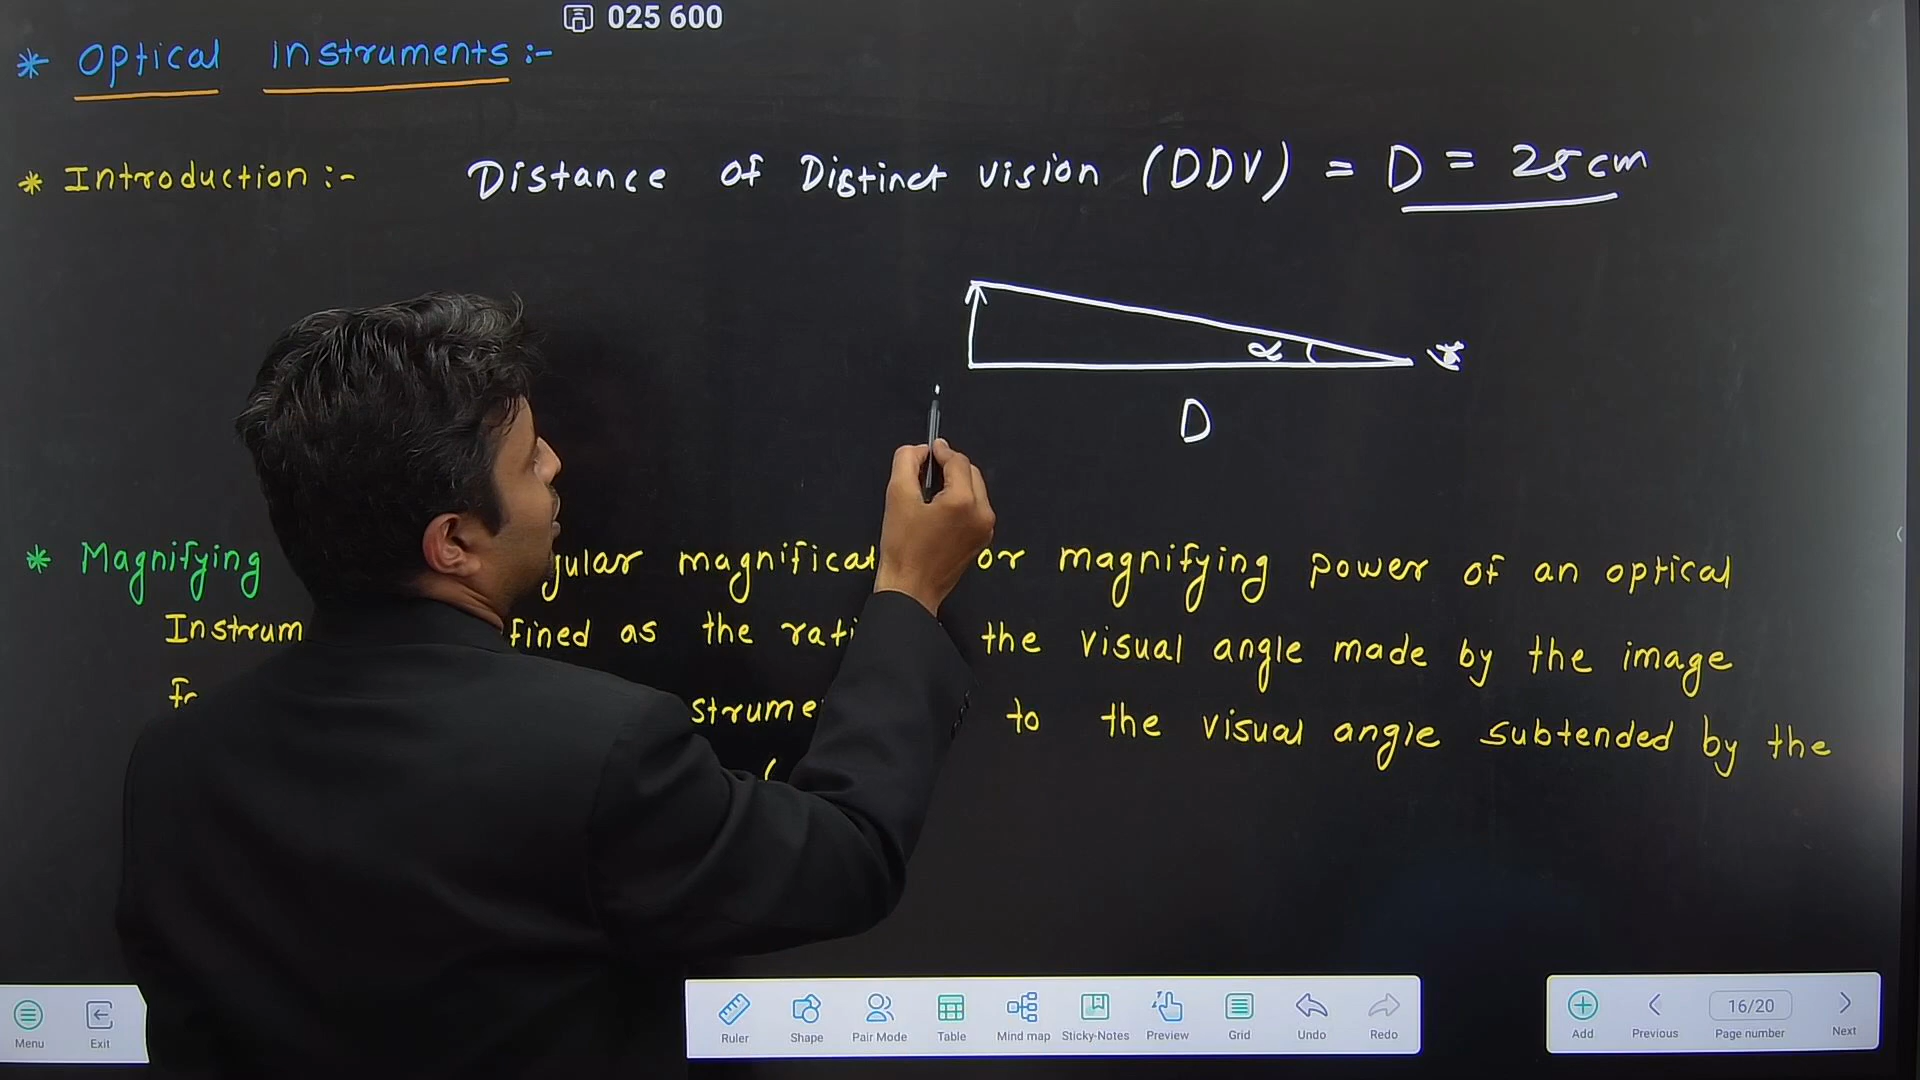 025 600
* Optical Instruments :-
* Introduction :- Distance of Distinct vision (DDV) = D = 25 cm
α
D
* Magnifying magnificat or magnifying power of an optical
Instrum fined as the rati the visual angle made by the image
strume to the visual angle subtended by the
Menu Exit Ruler Shape Pair Mode Table Mind map Sticky-Notes Preview Grid Undo Redo Add Previous 16/20 Page number Next